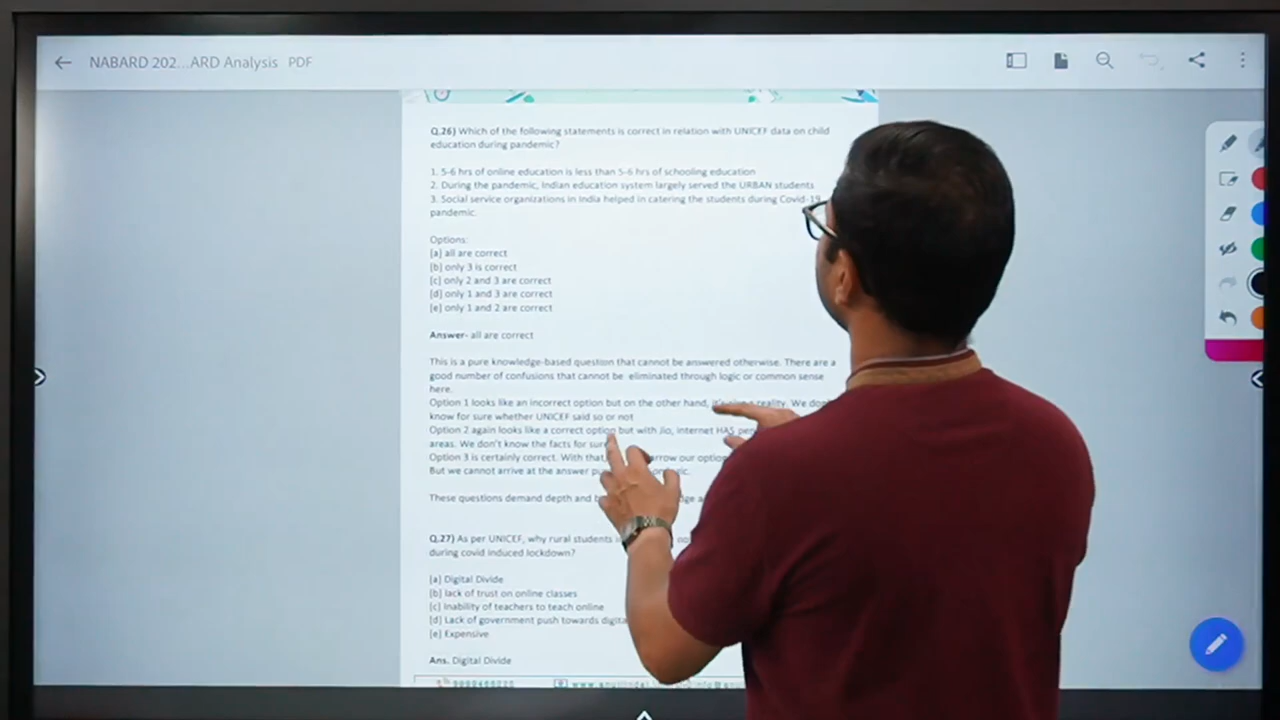 NABARD 202...ARD Analysis PDF
Q.26) Which of the following statements is correct in relation with UNICEF data on child
education during pandemic?
1. 5-6 hrs of online education is less than 5-6 hrs of schooling education
2. During the pandemic, Indian education system largely served the URBAN students
3. Social service organizations in India helped in catering the students during Covid-19
pandemic.
Options:
[a] all are correct
[b] only 3 is correct
[c] only 2 and 3 are correct
[d] only 1 and 3 are correct
[e] only 1 and 2 are correct
Answer- all are correct
This is a pure knowledge-based question that cannot be answered otherwise. There are a
good number of confusions that cannot be eliminated through logic or common sense
here.
Option 1 looks like an incorrect option but on the other hand, reality. We don
know for sure whether UNICEF said so or not
Option 2 again looks like a correct option but with Jio, internet HAS
areas. We don't know the facts for sure
Option 3 is certainly correct. With that, our
But we cannot arrive at the answer
These questions demand depth and
Q.27) As per UNICEF, why rural students
during covid induced lockdown?
[a] Digital Divide
[b] lack of trust on online classes
[c] Inability of teachers to teach online
[d] Lack of government push towards
[e] Expensive
Ans. Digital Divide